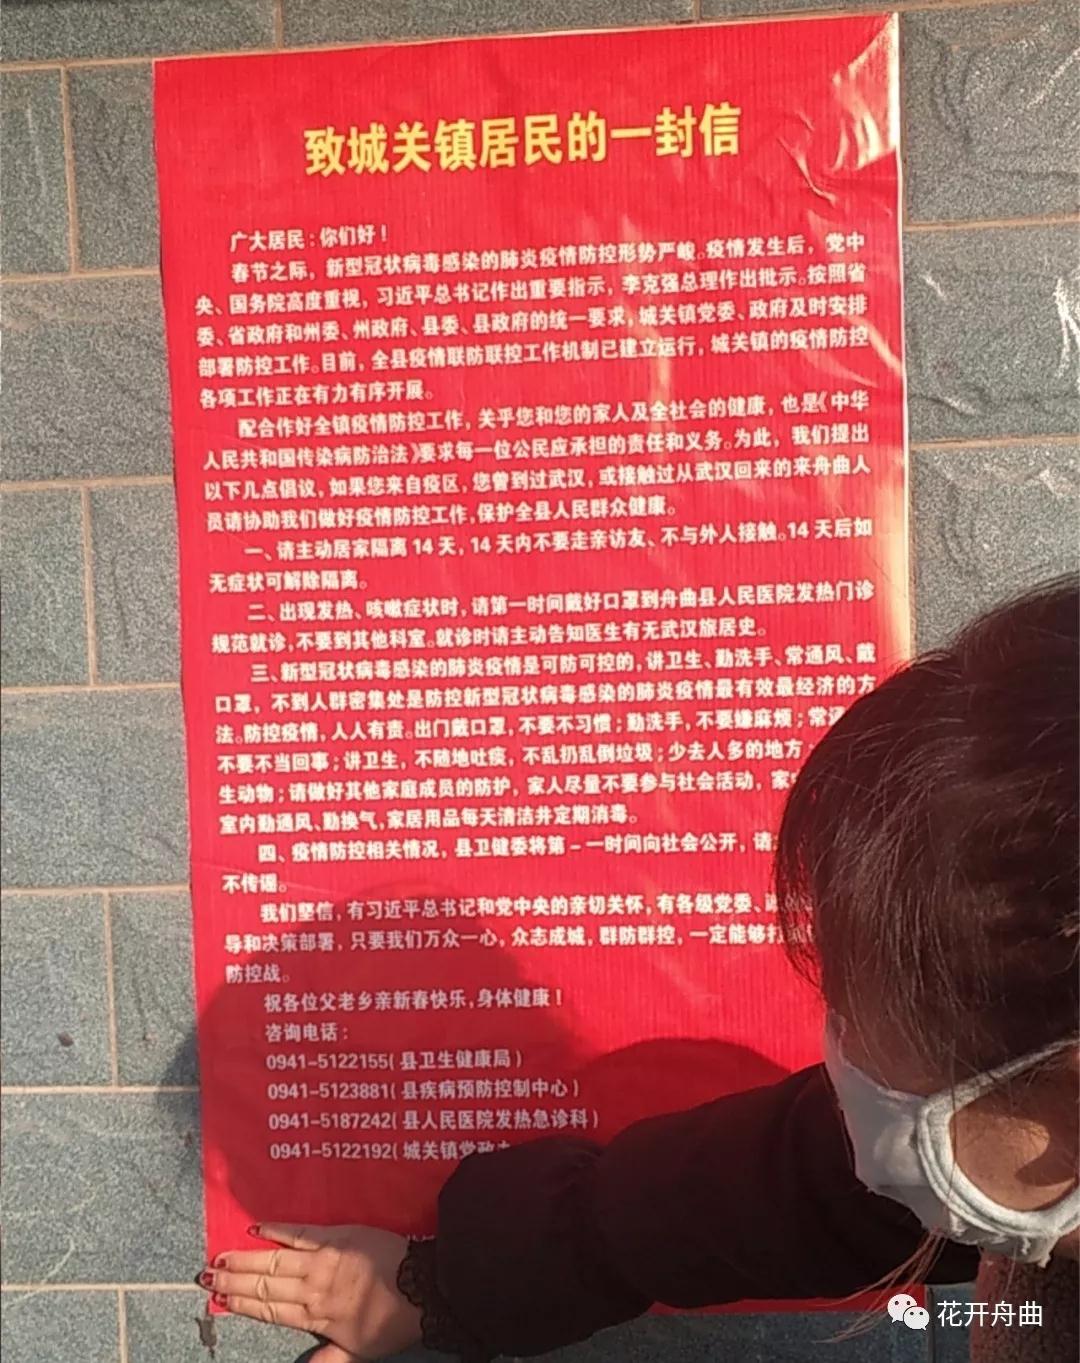 致城关镇居民的一封信
广大居民：你们好！
春节之际，新型冠状病毒感染的肺炎疫情防控形势严峻。疫情发生后，党中
央、国务院高度重视，习近平总书记作出重要指示，李克强总理作出批示。按照省
委、省政府和州委、州政府、县委、县政府的统一要求，城关镇党委、政府及时安排
部署防控工作。目前，全县疫情联防联控工作机制已建立运行，城关镇的疫情防控
各项工作正在有力有序开展。
配合作好全镇疫情防控工作，关乎您和您的家人及全社会的健康，也是《中华
人民共和国传染病防治法》要求每一位公民应承担的责任和义务。为此，我们提出
以下几点倡议，如果您来自疫区，您曾到过武汉，或接触过从武汉回来的来舟曲人
员请协助我们做好疫情防控工作，保护全县人民群众健康。
一、请主动居家隔离14天，14天内不要走亲访友、不与外人接触。14天后如
无症状可解除隔离。
二、出现发热、咳嗽症状时，请第一时间戴好口罩到舟曲县人民医院发热门诊
规范就诊，不要到其他科室。就诊时请主动告知医生有无武汉旅居史。
三、新型冠状病毒感染的肺炎疫情是可防可控的，讲卫生、勤洗手、常通风、戴
口罩，不到人群密集处是防控新型冠状病毒感染的肺炎疫情最有效最经济的方
法。防控疫情，人人有责。出门戴口罩，不要不习惯；勤洗手，不要嫌麻烦；常通
不要不当回事；讲卫生，不随地吐痰，不乱扔乱倒垃圾；少去人多的地方
生动物；请做好其他家庭成员的防护，家人尽量不要参与社会活动，家
室内勤通风、勤换气，家居用品每天清洁并定期消毒。
四、疫情防控相关情况，县卫健委将第－一时间向社会公开，请
不传谣。
我们坚信，有习近平总书记和党中央的亲切关怀，有各级党委、
导和决策部署，只要我们万众一心，众志成城，群防群控，一定能够打
防控战。
祝各位父老乡亲新春快乐，身体健康！
咨询电话：
0941-5122155（县卫生健康局）
0941-5123881（县疾病预防控制中心）
0941-5187242（县人民医院发热急诊科）
0941-5122192（城关镇党政
花开舟曲